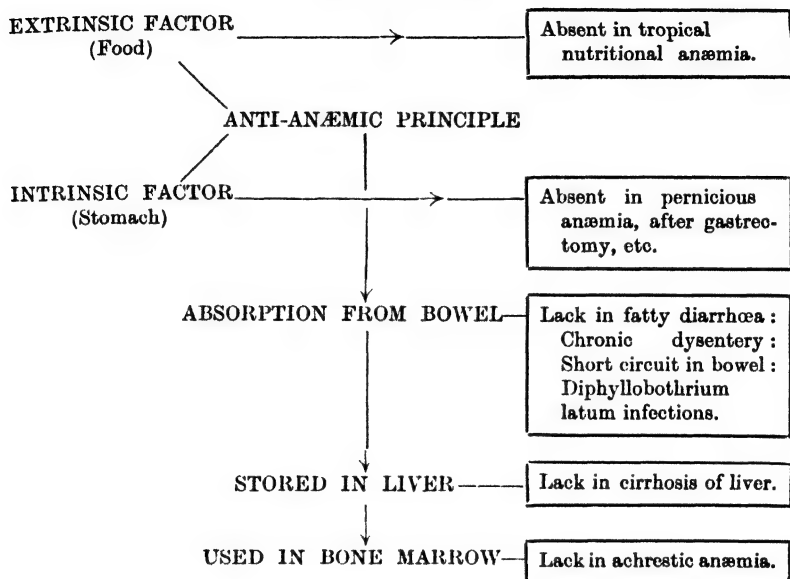 EXTRINSIC FACTOR
(Food)
Absent in tropical
nutritional anæmia.
ANTI-ANÆMIC PRINCIPLE
INTRINSIC FACTOR
(Stomach)
Absent in pernicious
anæmia, after gastrec-
tomy, etc.
ABSORPTION FROM BOWEL
Lack in fatty diarrhœa :
Chronic dysentery :
Short circuit in bowel :
Diphyllobothrium
latum infections.
STORED IN LIVER
Lack in cirrhosis of liver.
USED IN BONE MARROW
Lack in achrestic anæmia.